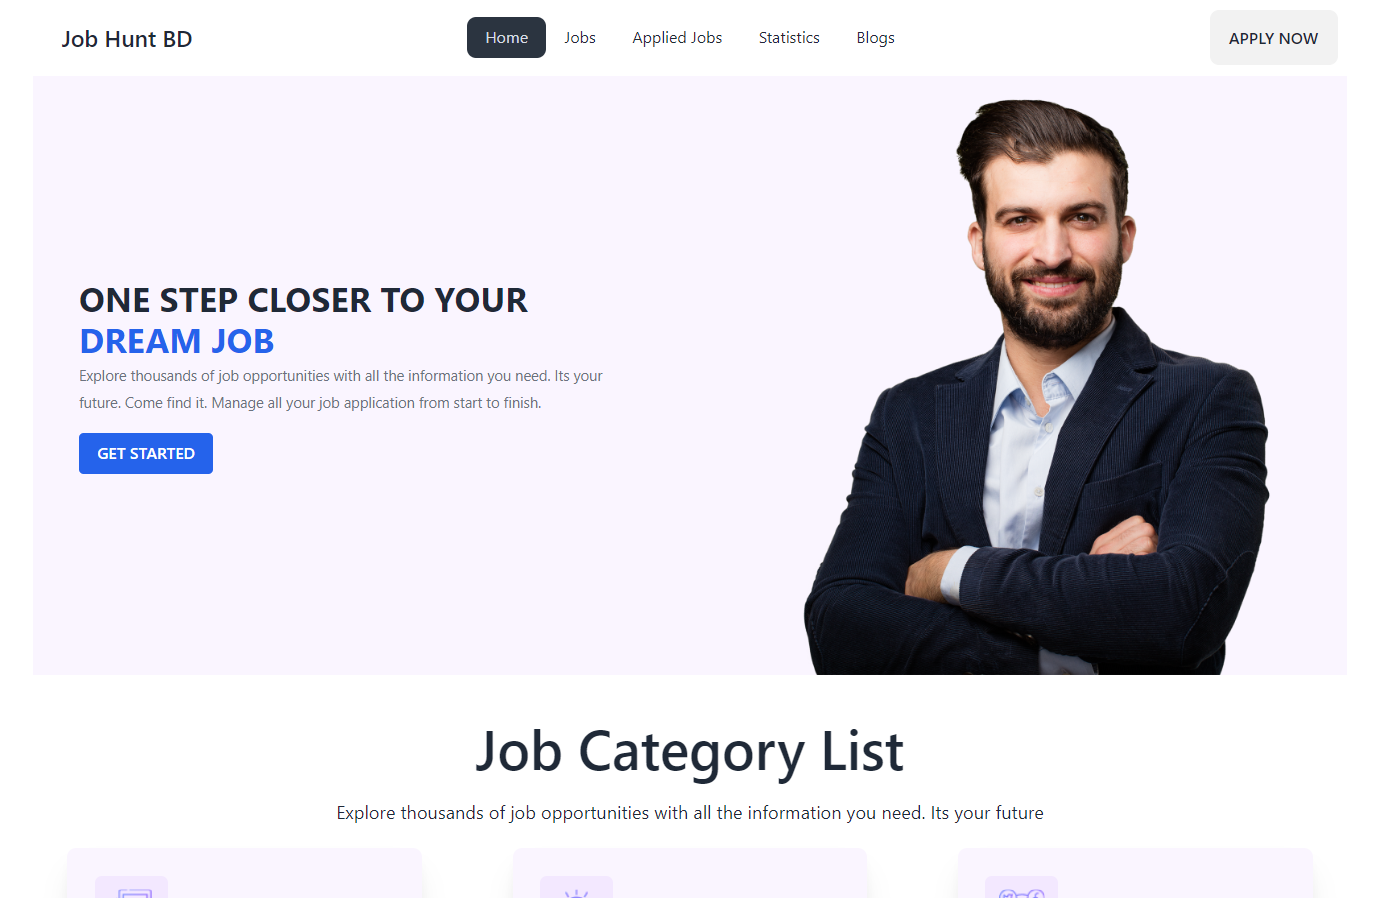 Job Hunt BD
Home
Jobs
Applied Jobs
Statistics
Blogs
APPLY NOW
ONE STEP CLOSER TO YOUR
DREAM JOB
Explore thousands of job opportunities with all the information you need. Its your
future. Come find it. Manage all your job application from start to finish.
GET STARTED
Job Category List
Explore thousands of job opportunities with all the information you need. Its your future